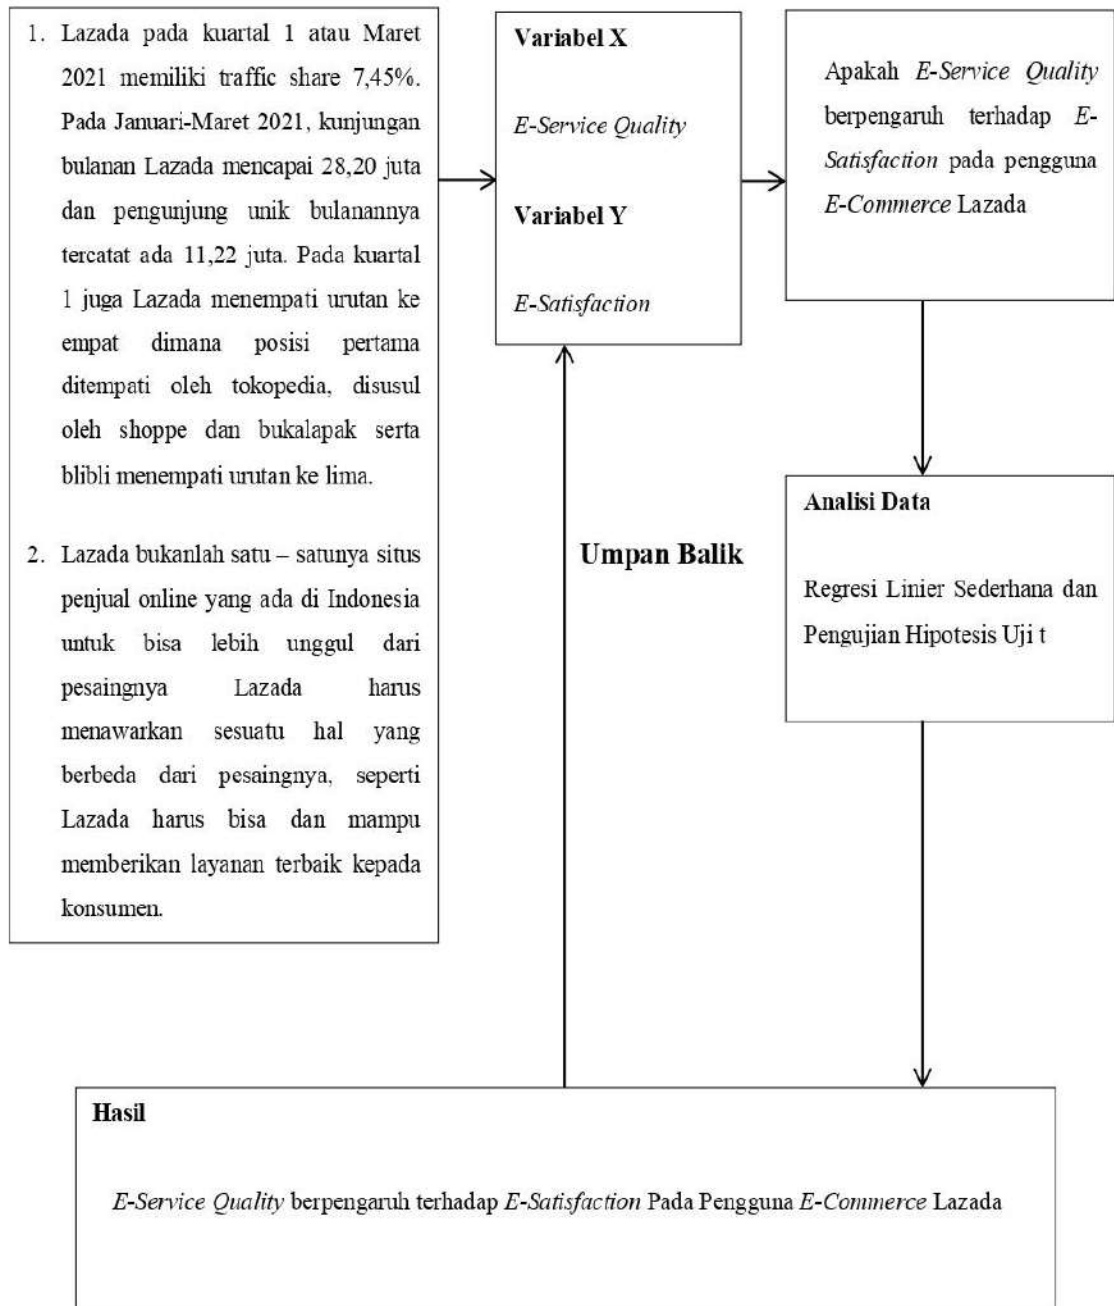 1. Lazada pada kuartal 1 atau Maret
2021 memiliki traffic share 7,45%.
Pada Januari-Maret 2021, kunjungan
bulanan Lazada mencapai 28,20 juta
dan pengunjung unik bulanannya
tercatat ada 11,22 juta. Pada kuartal
1 juga Lazada menempati urutan ke
empat dimana posisi pertama
ditempati oleh tokopedia, disusul
oleh shoppe dan bukalapak serta
blibli menempati urutan ke lima.
2. Lazada bukanlah satu – satunya situs
penjual online yang ada di Indonesia
untuk bisa lebih unggul dari
pesaingnya Lazada harus
menawarkan sesuatu hal yang
berbeda dari pesaingnya, seperti
Lazada harus bisa dan mampu
memberikan layanan terbaik kepada
konsumen.
Variabel X
E-Service Quality
Variabel Y
E-Satisfaction
Apakah E-Service Quality
berpengaruh terhadap E-
Satisfaction pada pengguna
E-Commerce Lazada
Analisi Data
Regresi Linier Sederhana dan
Pengujian Hipotesis Uji t
Umpan Balik
Hasil
E-Service Quality berpengaruh terhadap E-Satisfaction Pada Pengguna E-Commerce Lazada